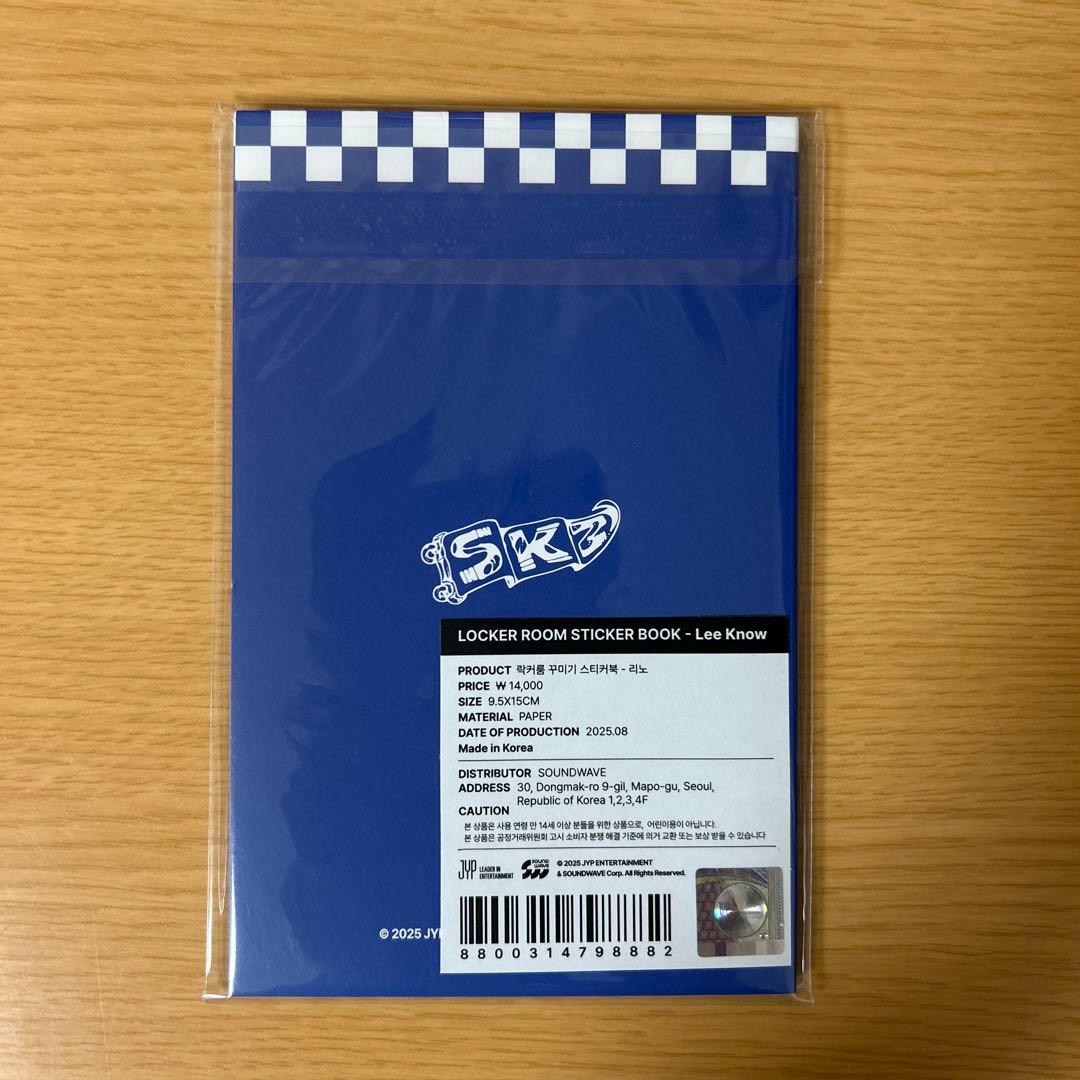 SKZ
LOCKER ROOM STICKER BOOK - Lee Know
PRODUCT 락커룸 꾸미기 스티커북 - 리노
PRICE ₩ 14,000
SIZE 9.5X15CM
MATERIAL PAPER
DATE OF PRODUCTION 2025.08
Made in Korea
DISTRIBUTOR SOUNDWAVE
ADDRESS 30, Dongmak-ro 9-gil, Mapo-gu, Seoul,
Republic of Korea 1,2,3,4F
CAUTION
본 상품은 사용 연령 만 14세 이상 분들을 위한 상품으로, 어린이용이 아닙니다.
본 상품은 공정거래위원회 고시 소비자 분쟁 해결 기준에 의거 교환 또는 보상 받을 수 있습니다
JYP LEADER IN
ENTERTAINMENT
SOUND
WAVE
© 2025 JYP ENTERTAINMENT
& SOUNDWAVE Corp. All Rights Reserved.
8800314798882
© 2025 JYP